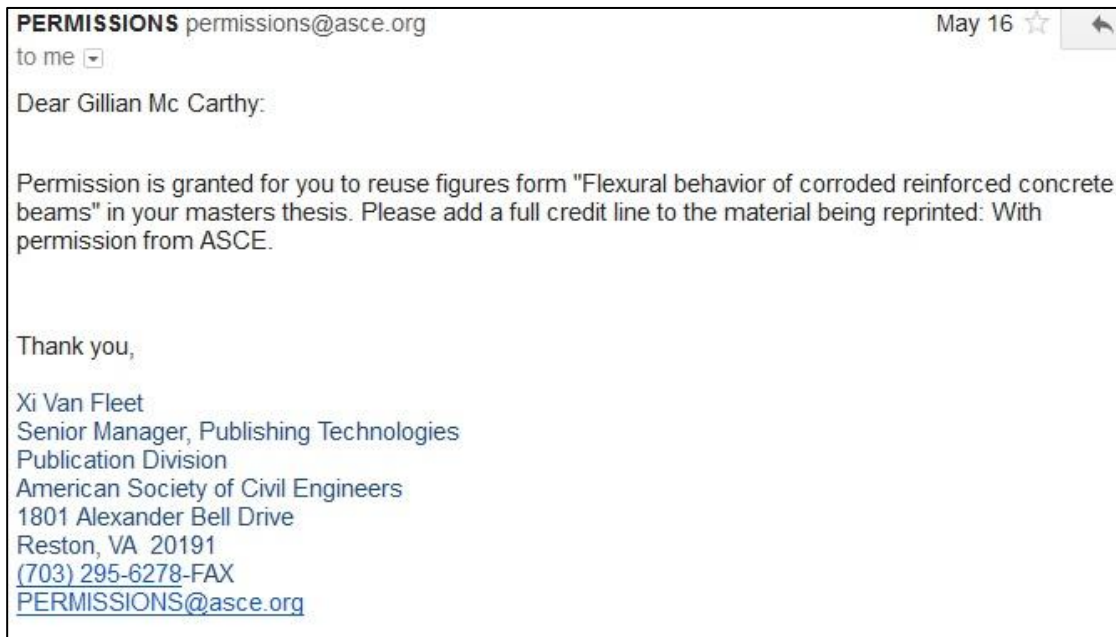 PERMISSIONS permissions@asce.org May 16
to me
Dear Gillian Mc Carthy:
Permission is granted for you to reuse figures form "Flexural behavior of corroded reinforced concrete
beams" in your masters thesis. Please add a full credit line to the material being reprinted: With
permission from ASCE.
Thank you,
Xi Van Fleet
Senior Manager, Publishing Technologies
Publication Division
American Society of Civil Engineers
1801 Alexander Bell Drive
Reston, VA  20191
(703) 295-6278-FAX
PERMISSIONS@asce.org